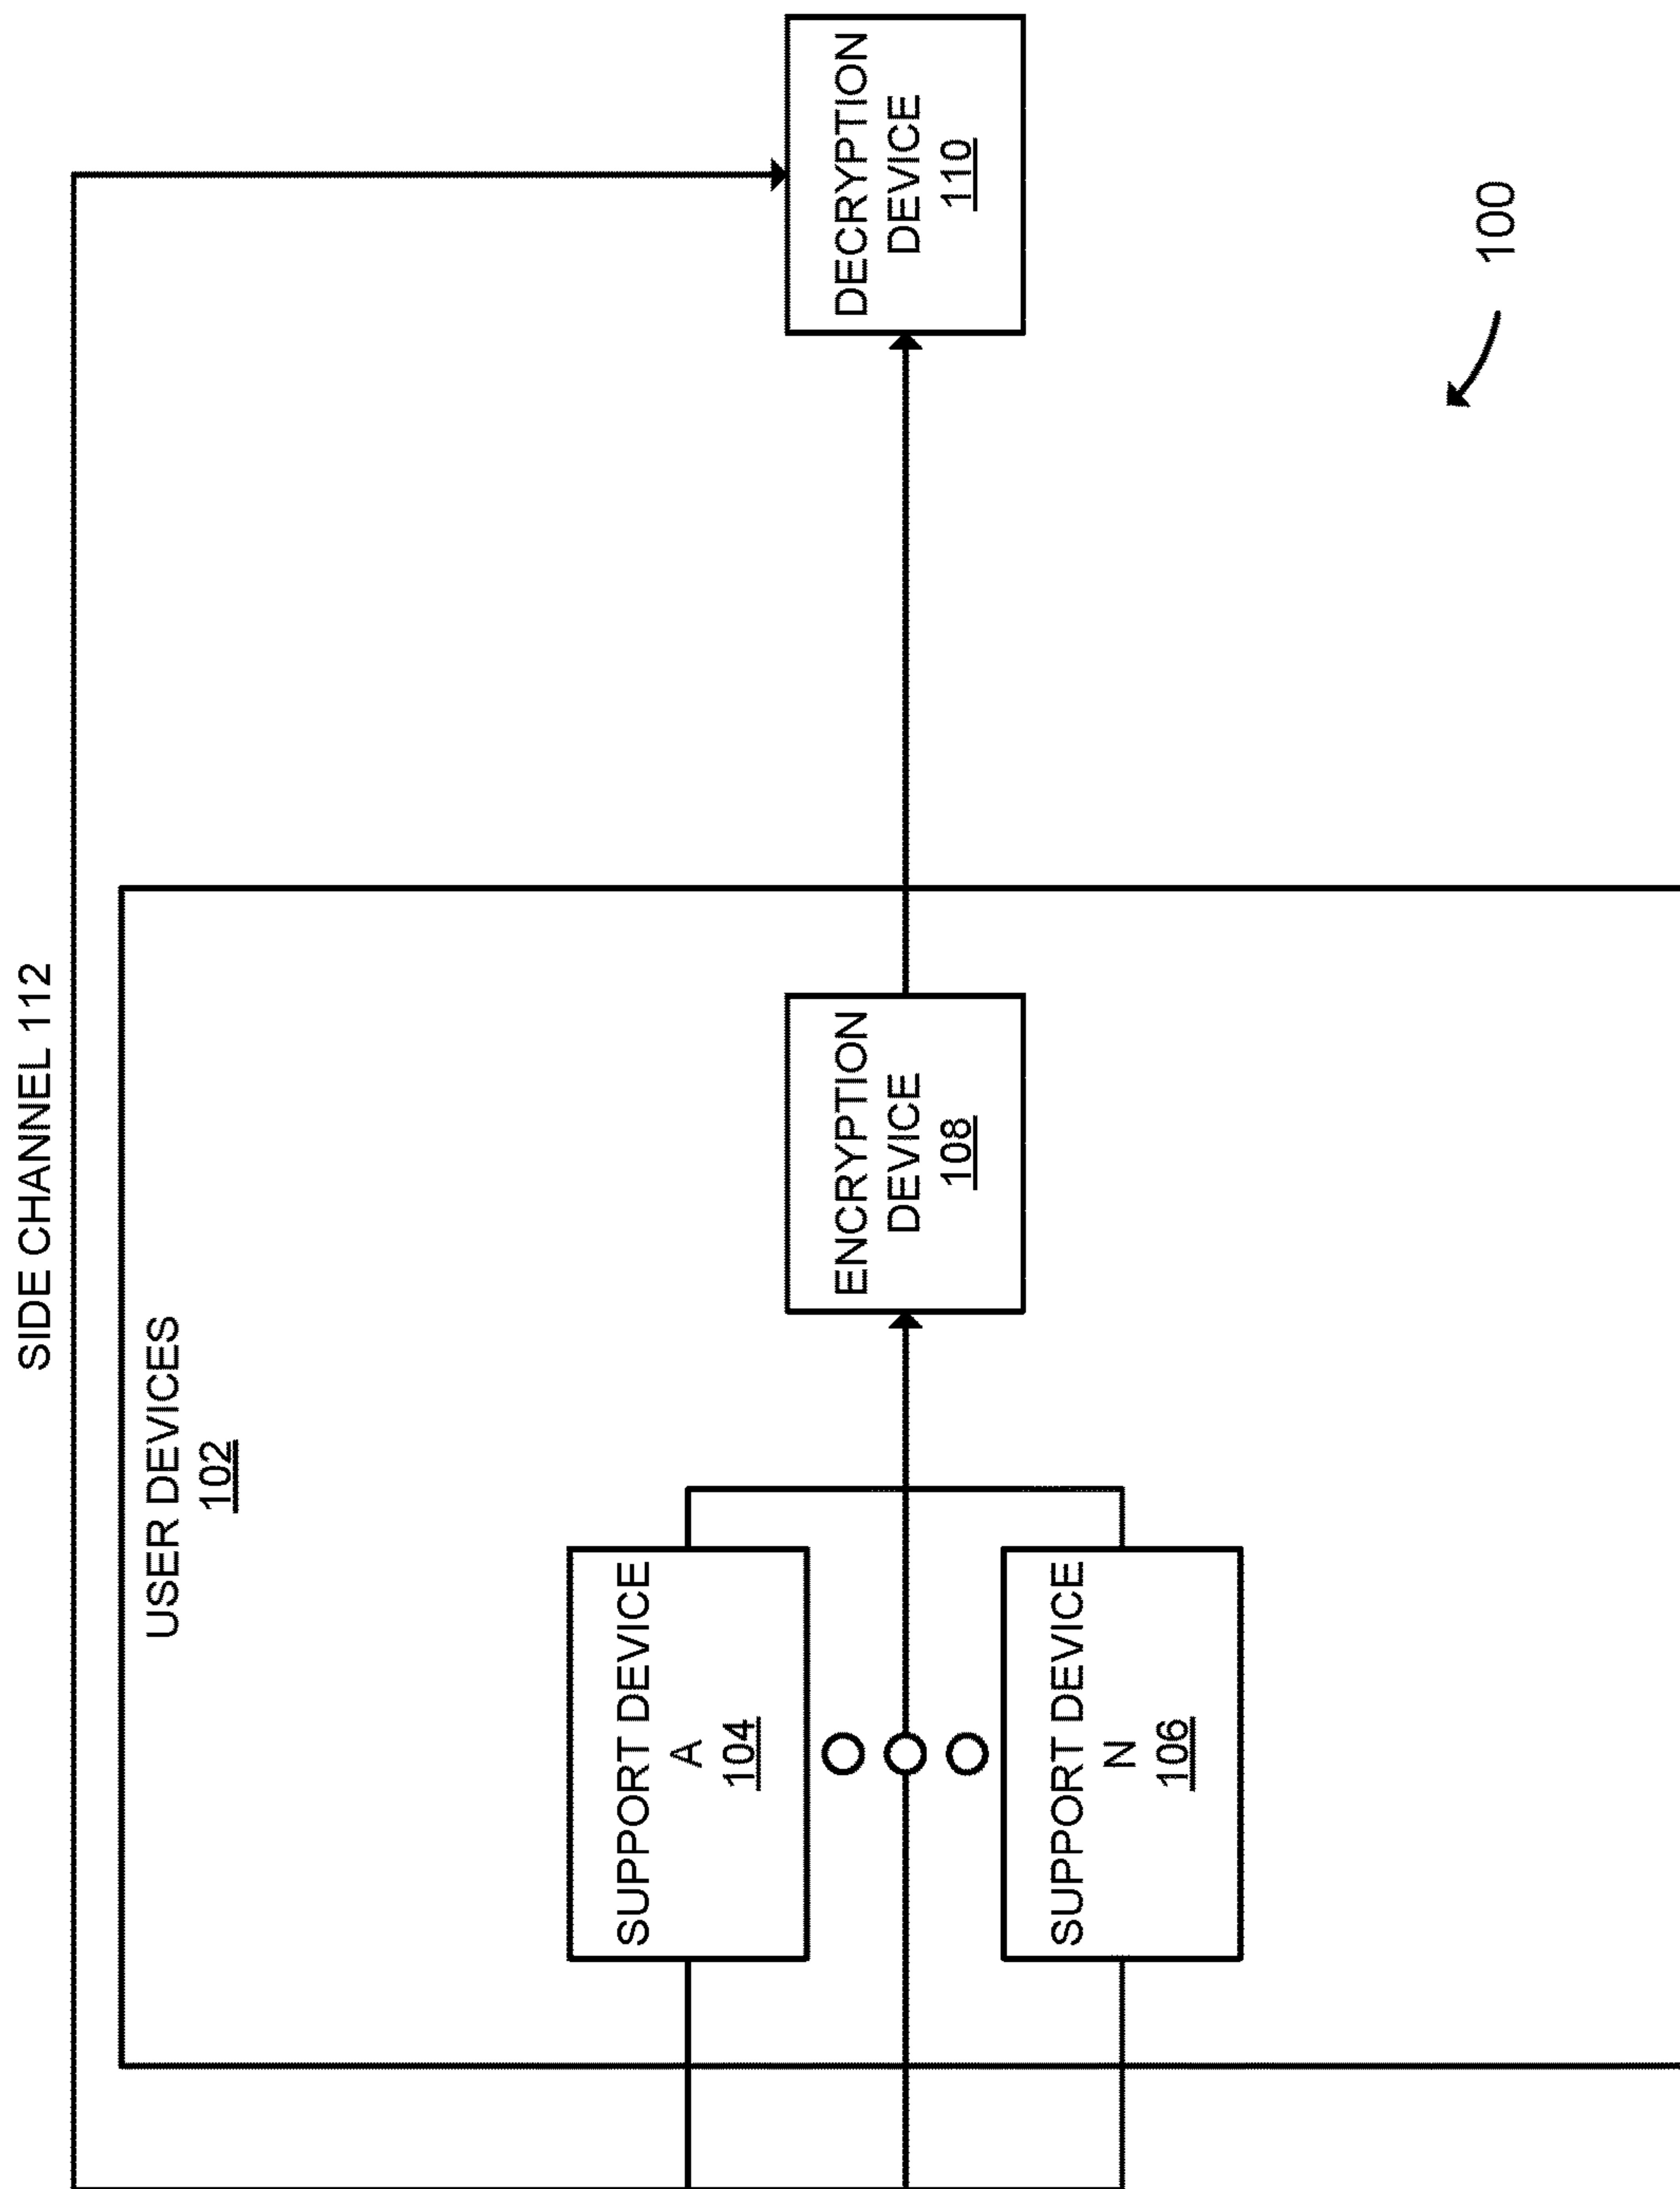 SIDE CHANNEL 112
USER DEVICES
102
SUPPORT DEVICE
A
104
SUPPORT DEVICE
N
106
ENCRYPTION
DEVICE
108
DECRYPTION
DEVICE
110
100